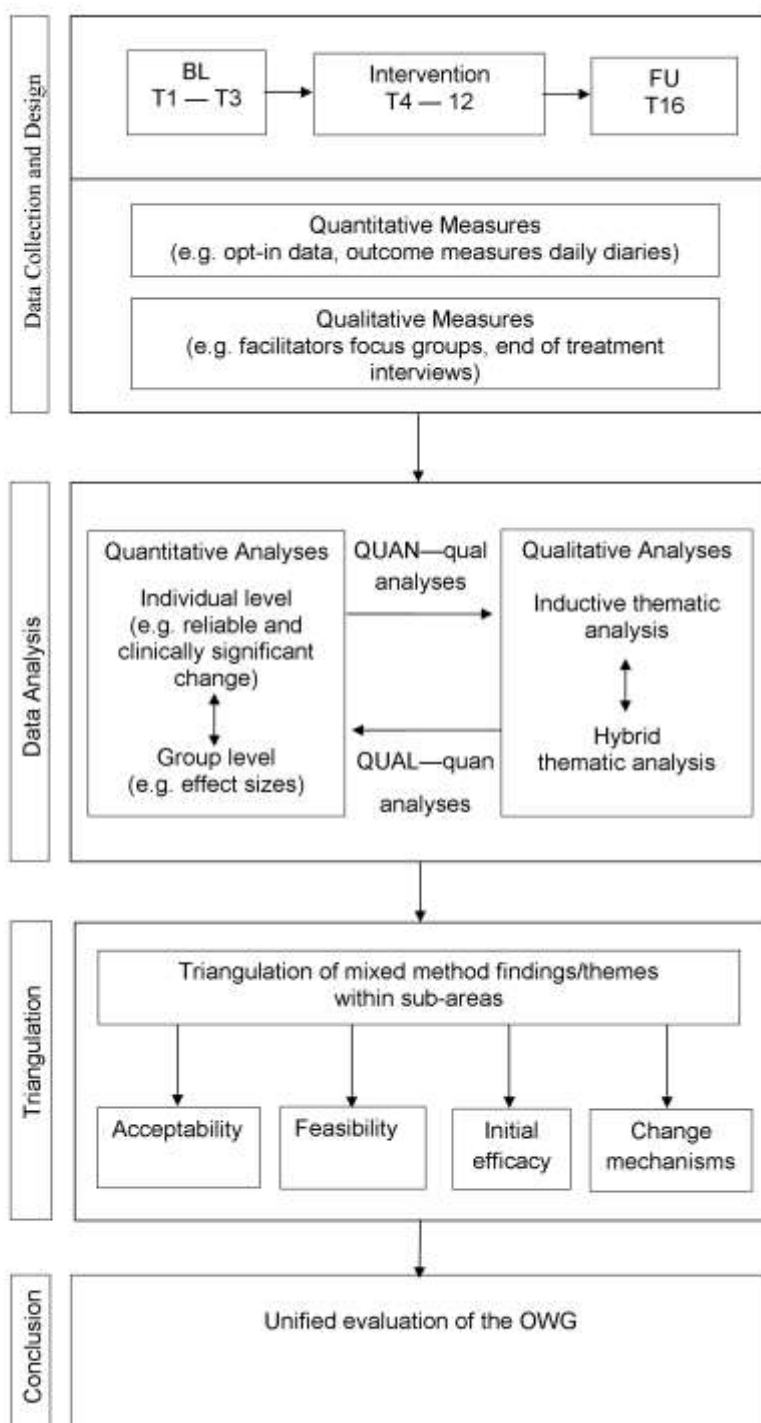 Data Collection and Design
BL
T1 — T3
Intervention
T4 — 12
FU
T16
Quantitative Measures
(e.g. opt-in data, outcome measures daily diaries)
Qualitative Measures
(e.g. facilitators focus groups, end of treatment
interviews)
Data Analysis
Quantitative Analyses
Individual level
(e.g. reliable and
clinically significant
change)
Group level
(e.g. effect sizes)
QUAN—qual
analyses
QUAL—quan
analyses
Qualitative Analyses
Inductive thematic
analysis
Hybrid
thematic analysis
Triangulation
Triangulation of mixed method findings/themes
within sub-areas
Acceptability
Feasibility
Initial
efficacy
Change
mechanisms
Conclusion
Unified evaluation of the OWG